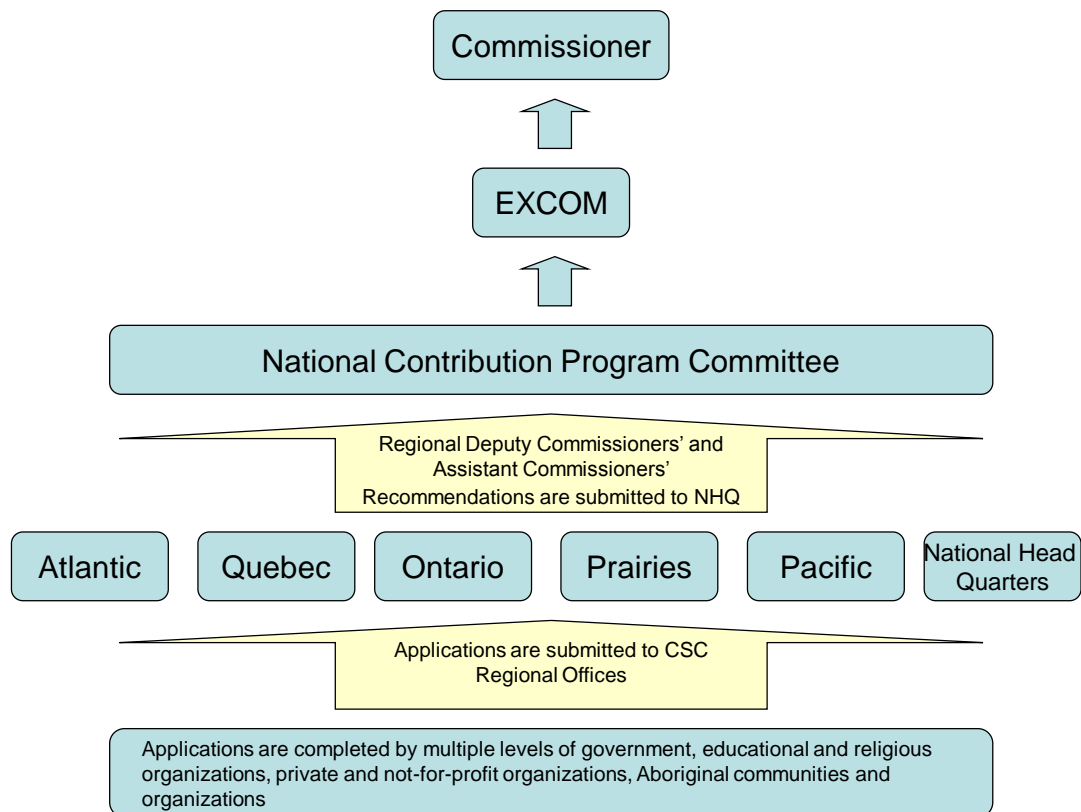 Commissioner
EXCOM
National Contribution Program Committee
Regional Deputy Commissioners’ and
Assistant Commissioners’
Recommendations are submitted to NHQ
Atlantic
Quebec
Ontario
Prairies
Pacific
National Head
Quarters
Applications are submitted to CSC
Regional Offices
Applications are completed by multiple levels of government, educational and religious
organizations, private and not-for-profit organizations, Aboriginal communities and
organizations